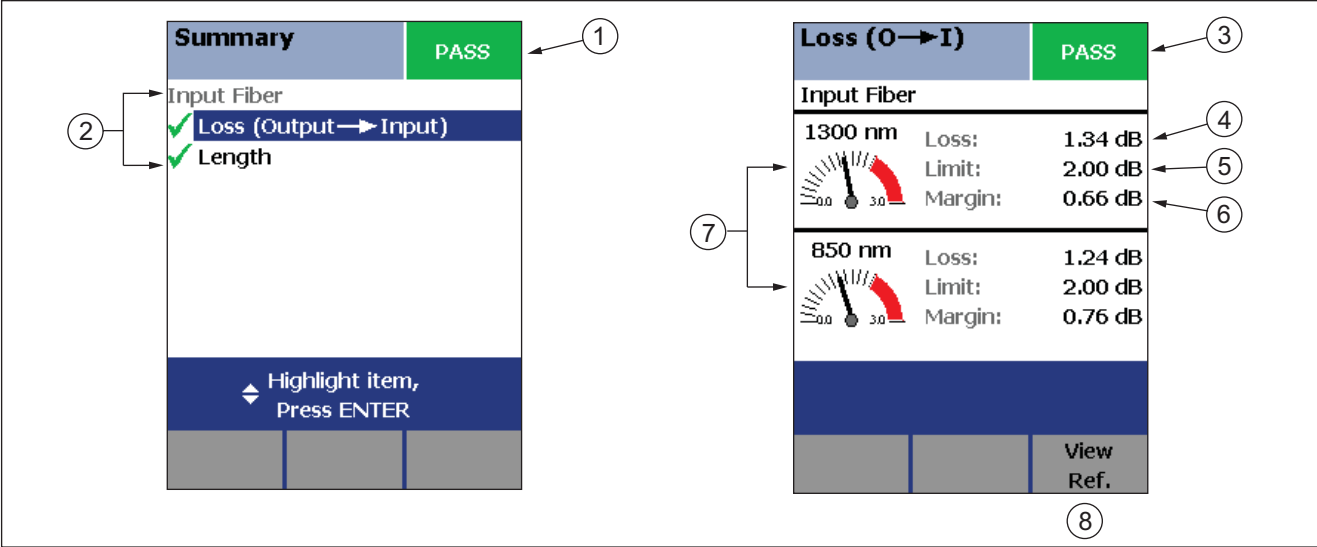 Summary
PASS
1
Input Fiber
2
Loss (Output→Input)
Length
Highlight item,
Press ENTER
Loss (O→I)
PASS
3
Input Fiber
1300 nm
0.0 3.0
Loss: 1.34 dB
4
Limit: 2.00 dB
5
Margin: 0.66 dB
6
7
850 nm
0.0 3.0
Loss: 1.24 dB
Limit: 2.00 dB
Margin: 0.76 dB
View
Ref.
8